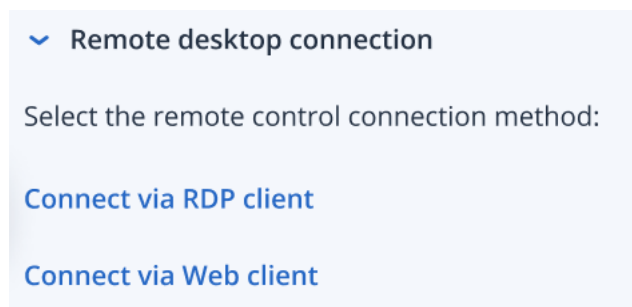 Remote desktop connection
Select the remote control connection method:
Connect via RDP client
Connect via Web client